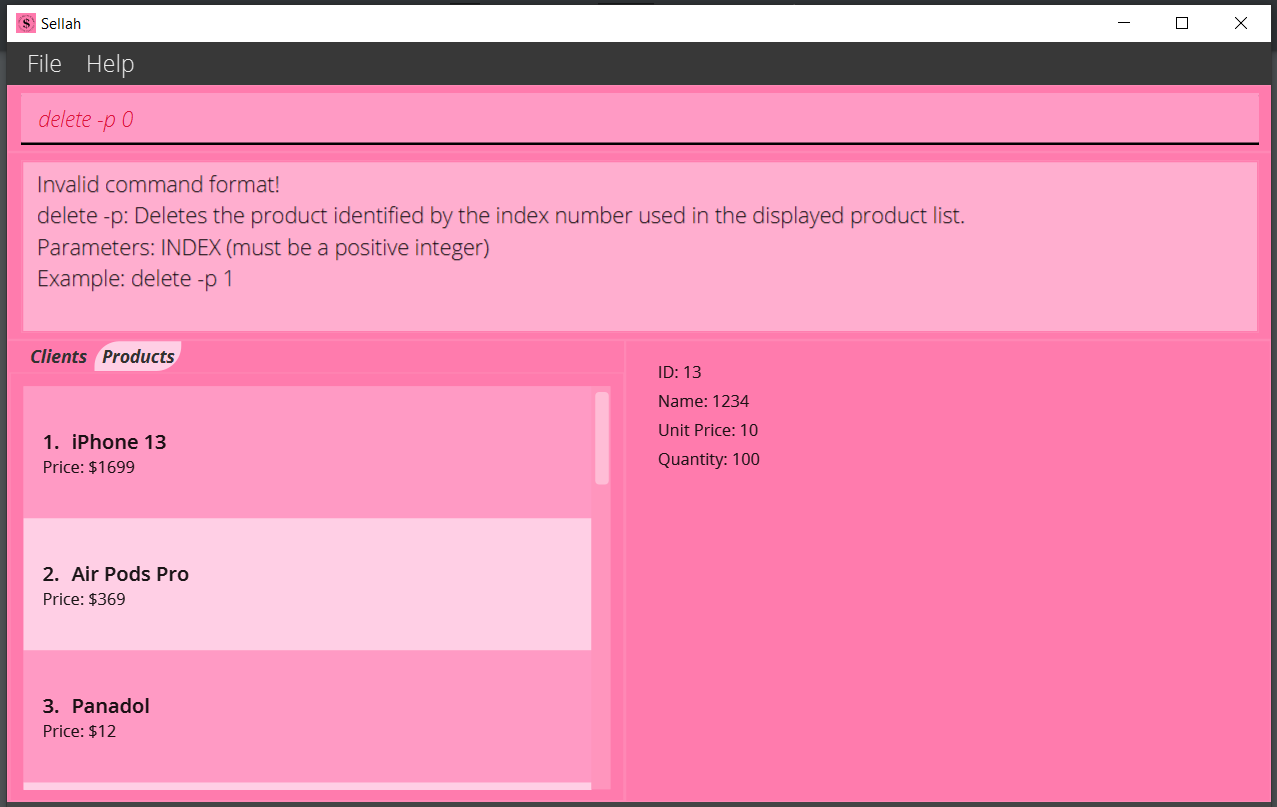 Sellah
File Help
delete -p 0
Invalid command format!
delete -p: Deletes the product identified by the index number used in the displayed product list.
Parameters: INDEX (must be a positive integer)
Example: delete -p 1
Clients Products
1. iPhone 13
Price: $1699
2. Air Pods Pro
Price: $369
3. Panadol
Price: $12
ID: 13
Name: 1234
Unit Price: 10
Quantity: 100